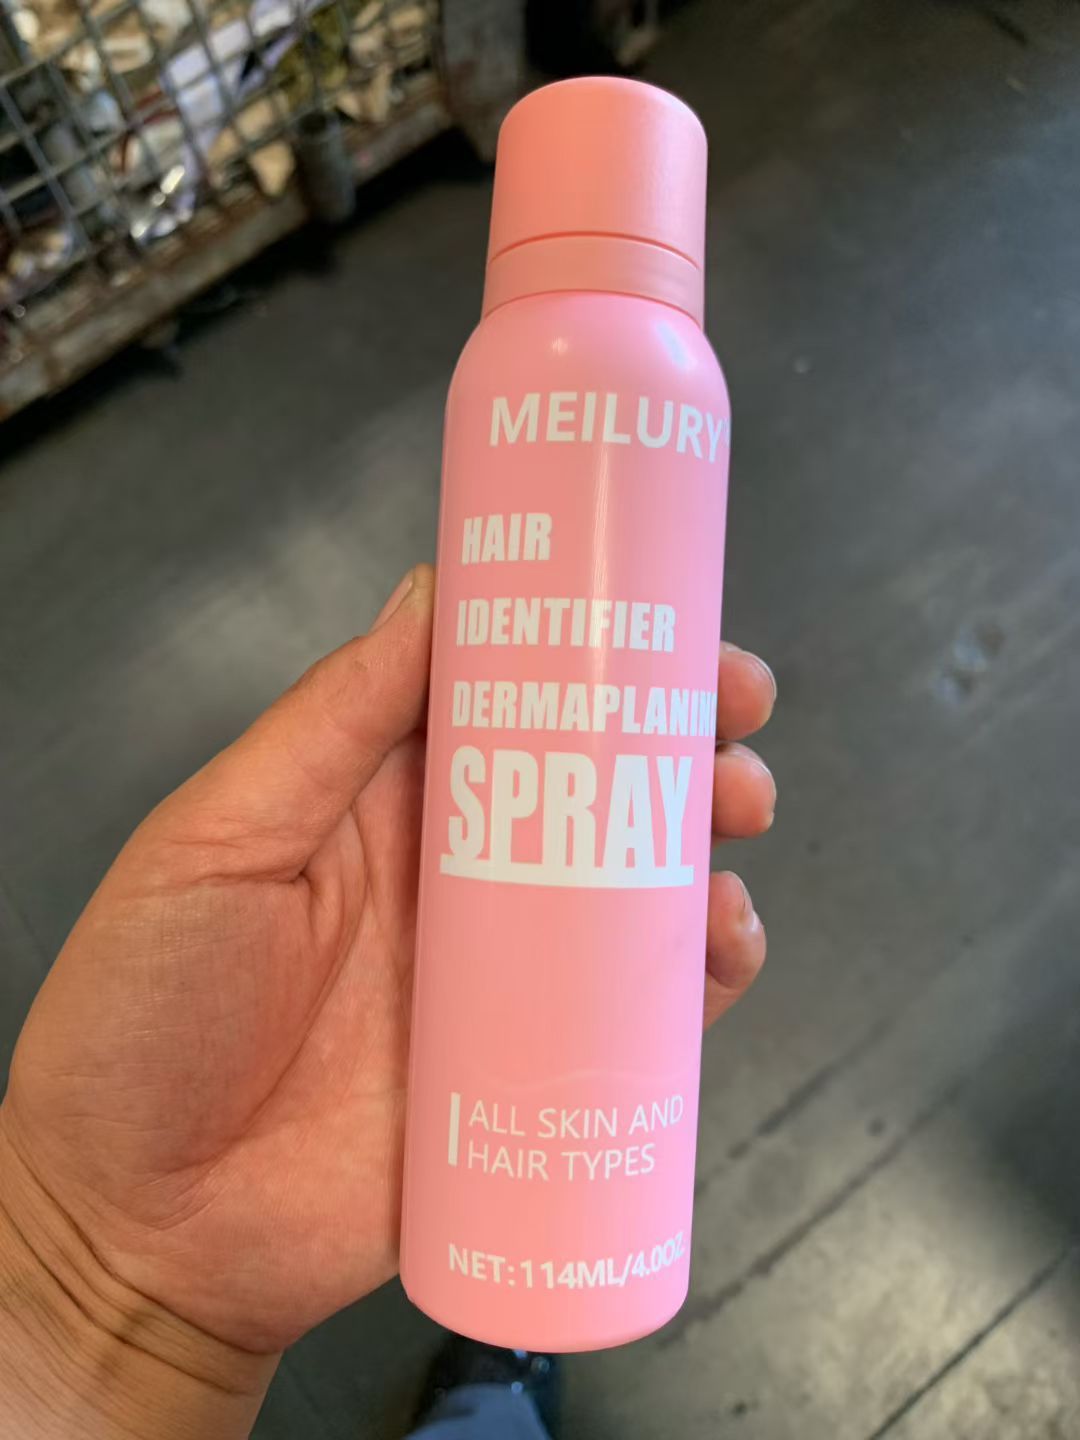 MEILURY
HAIR
IDENTIFIER
DERMAPLANING
SPRAY
ALL SKIN AND
HAIR TYPES
NET:114ML/4.0OZ.